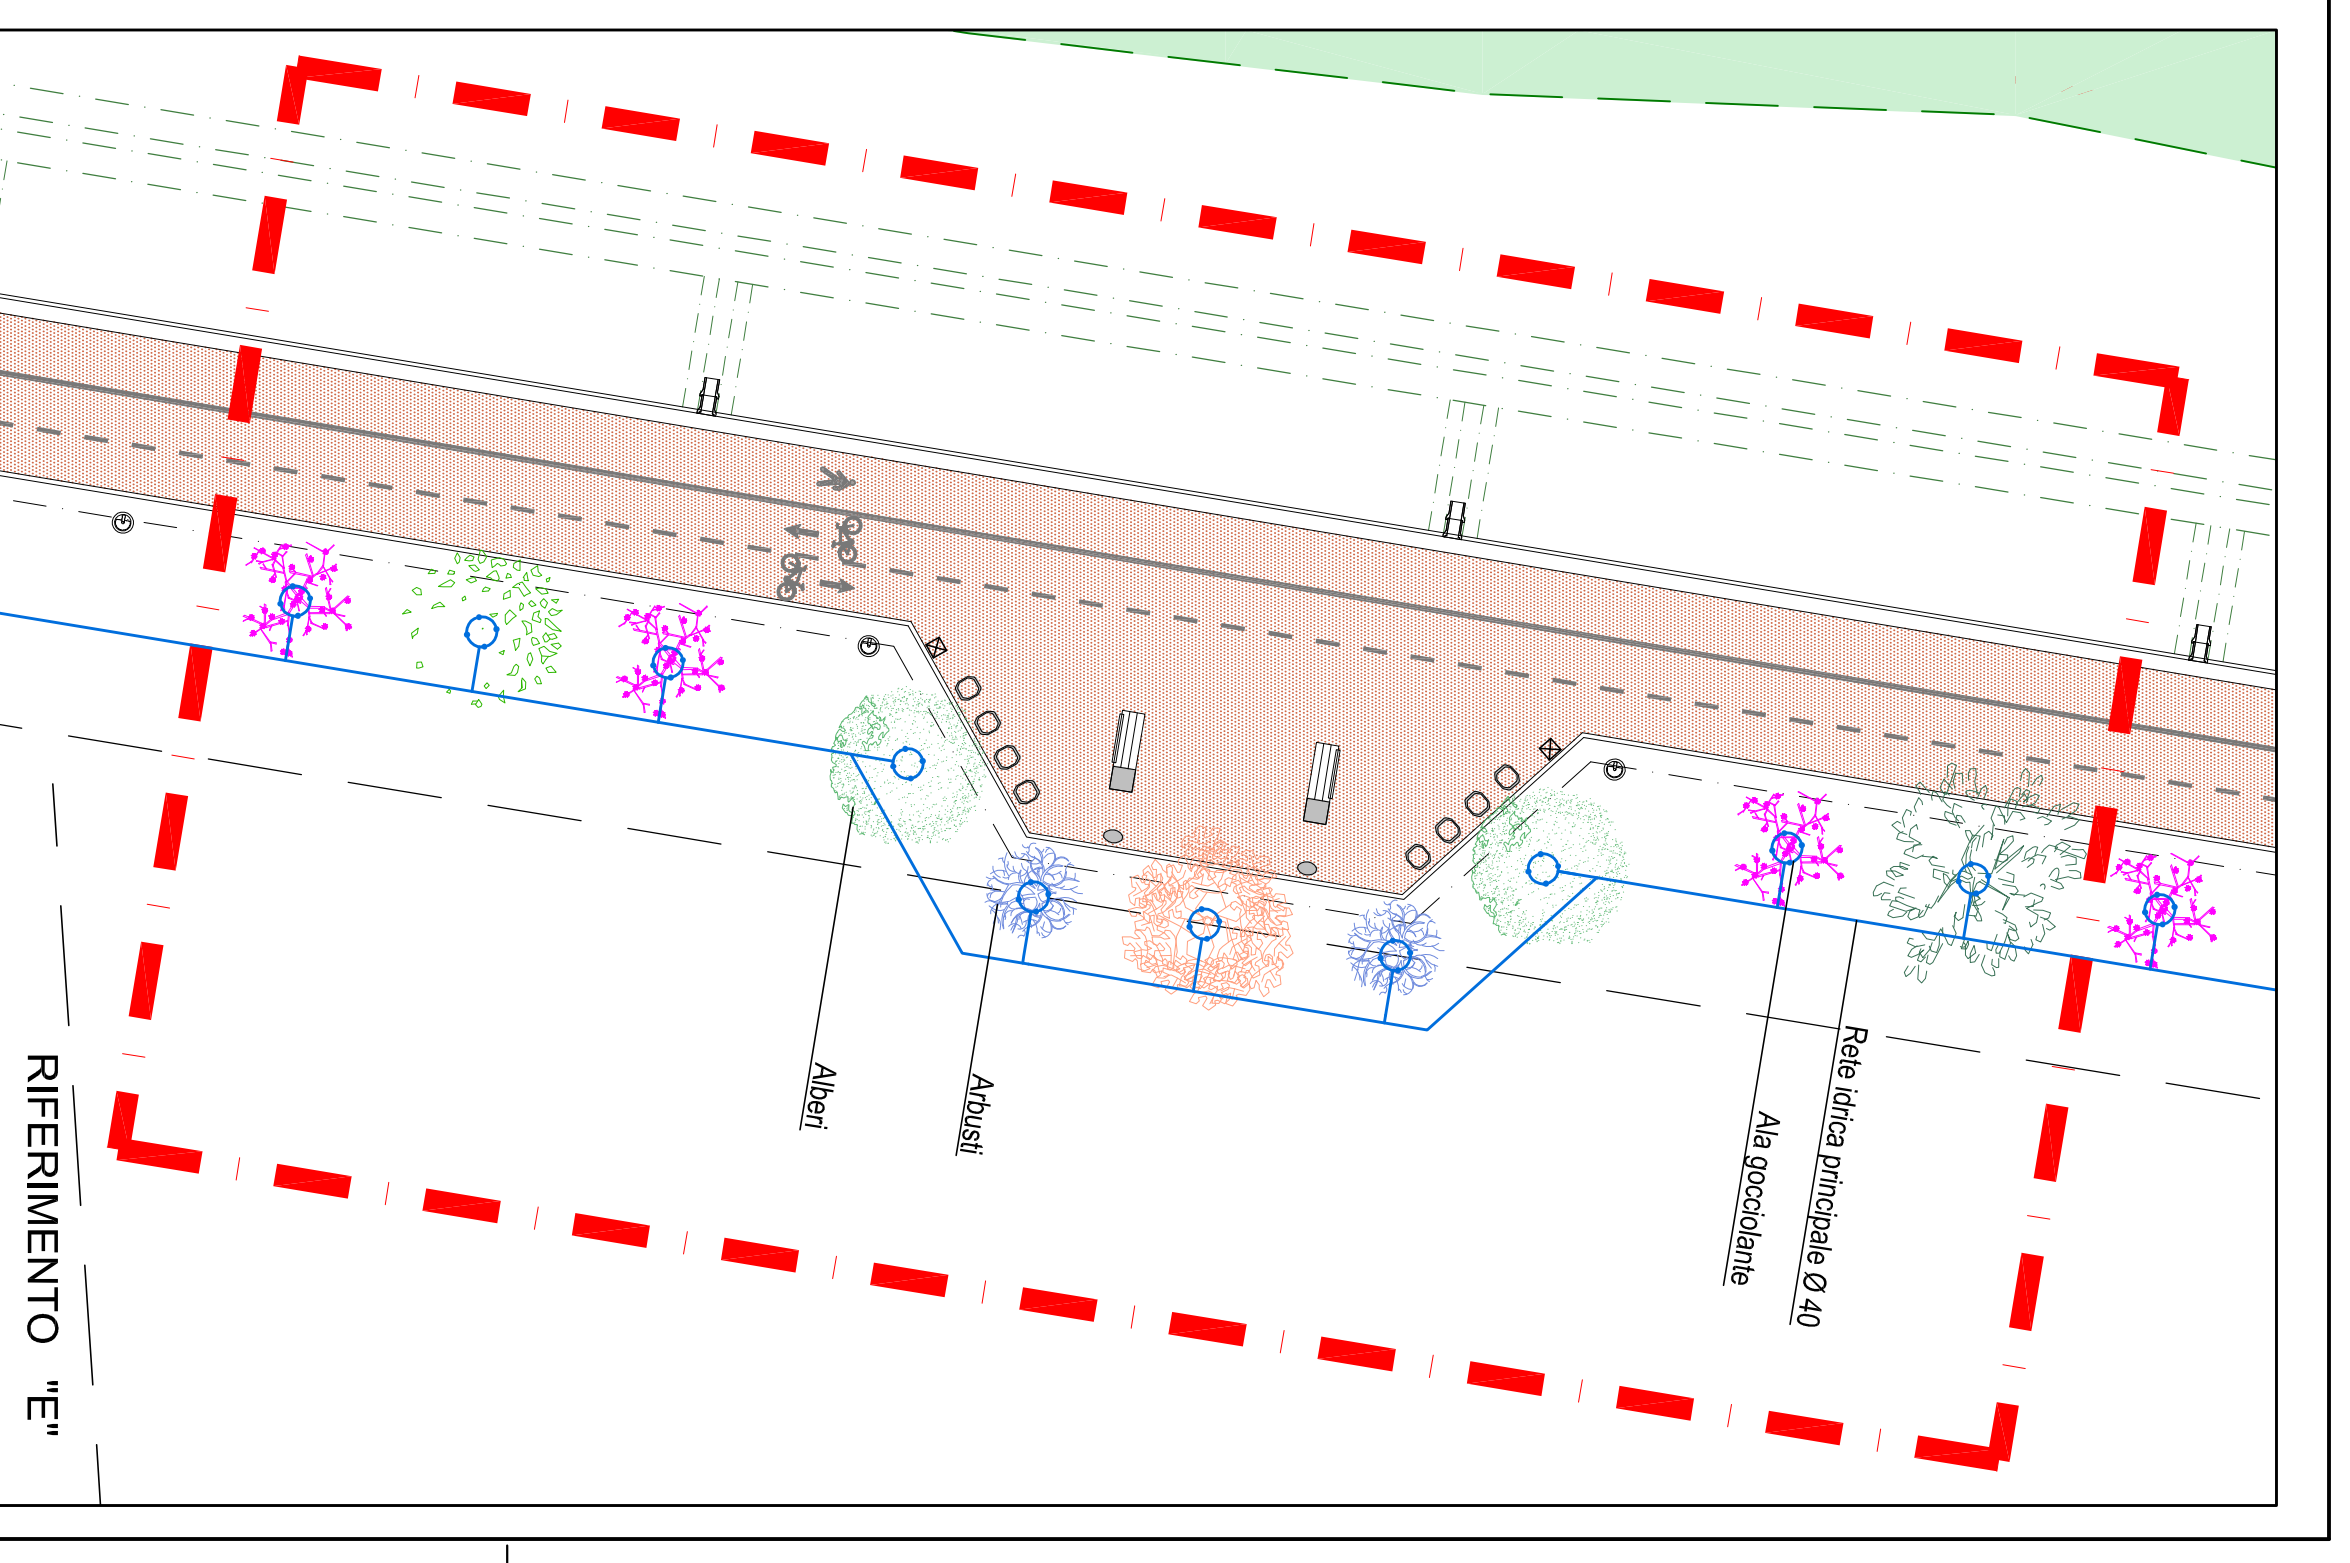 Rete idrica principale Ø 40
Ala gocciolante
Arbusti
Alberi
RIFERIMENTO "E"